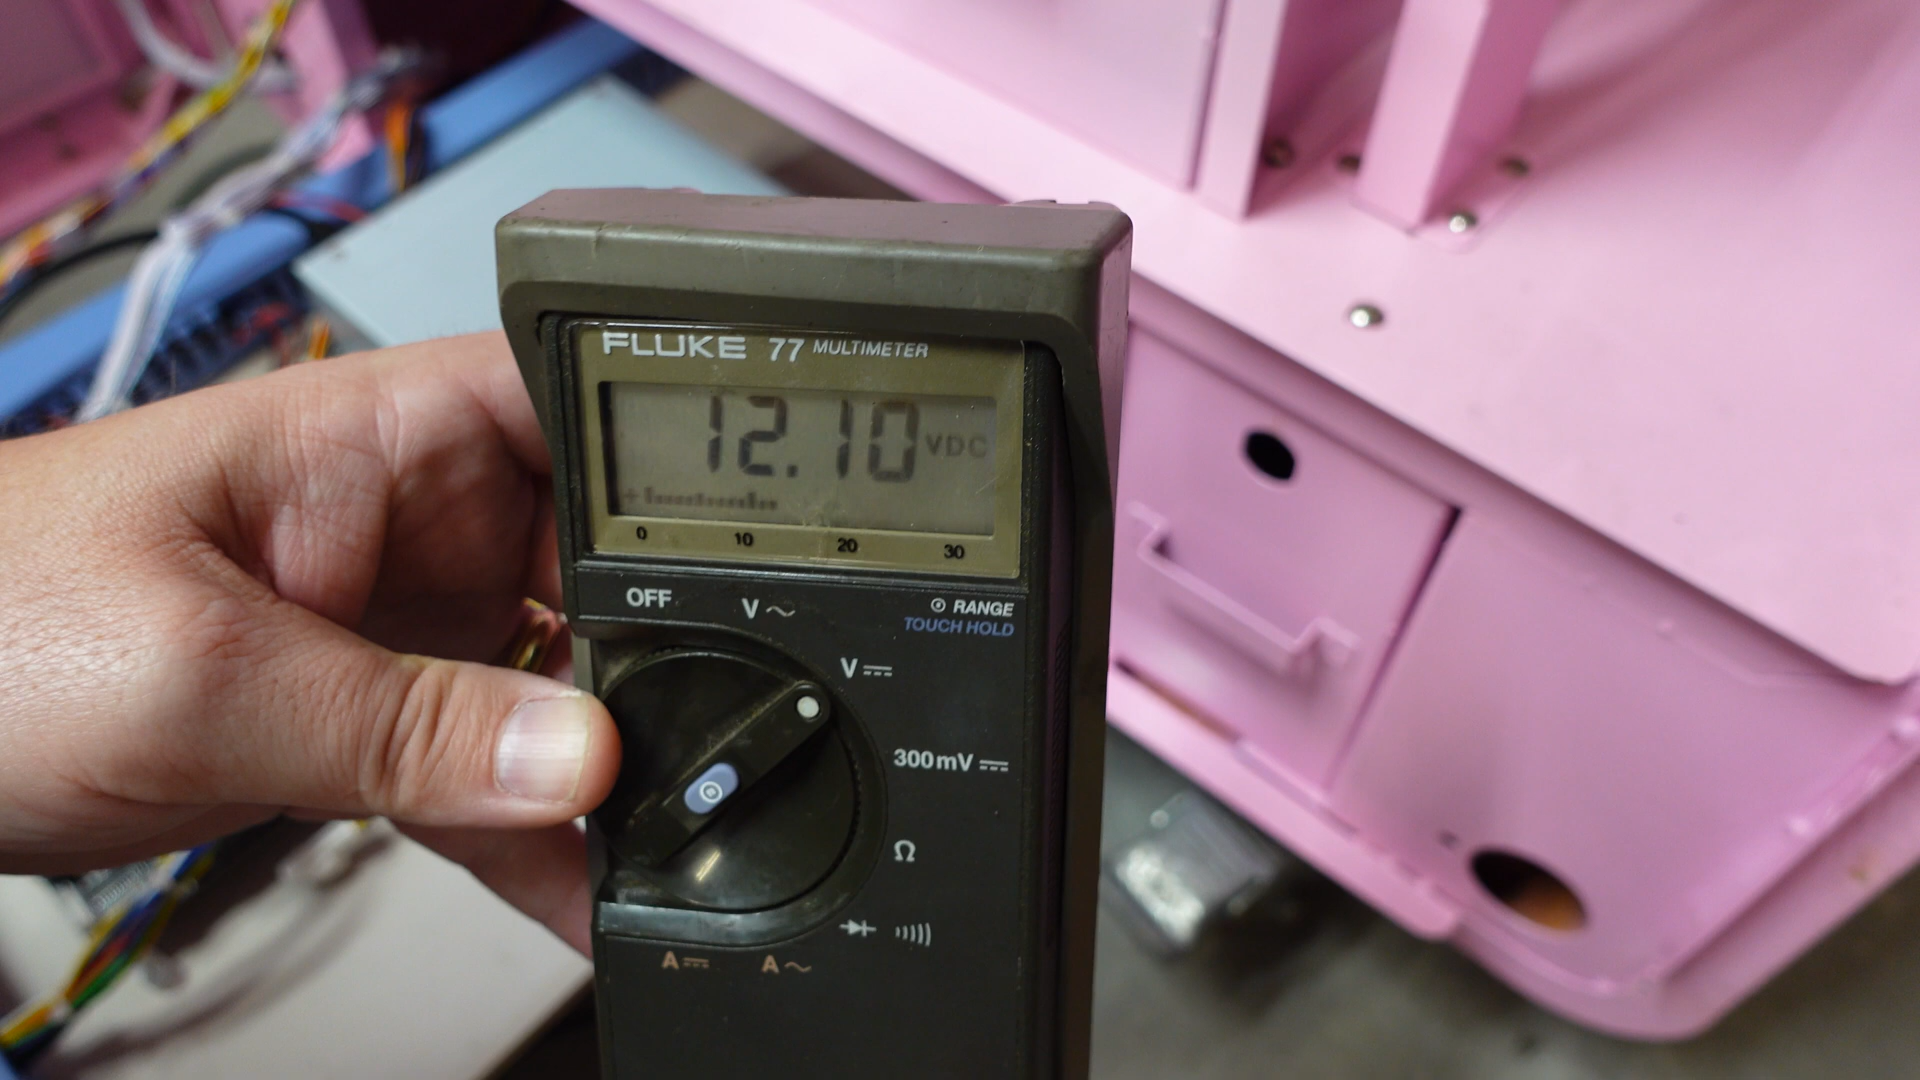 FLUKE 77 MULTIMETER
12.10 VDC
0 10 20 30
OFF
V
RANGE
TOUCH HOLD
V
300mV
Ω
A
A